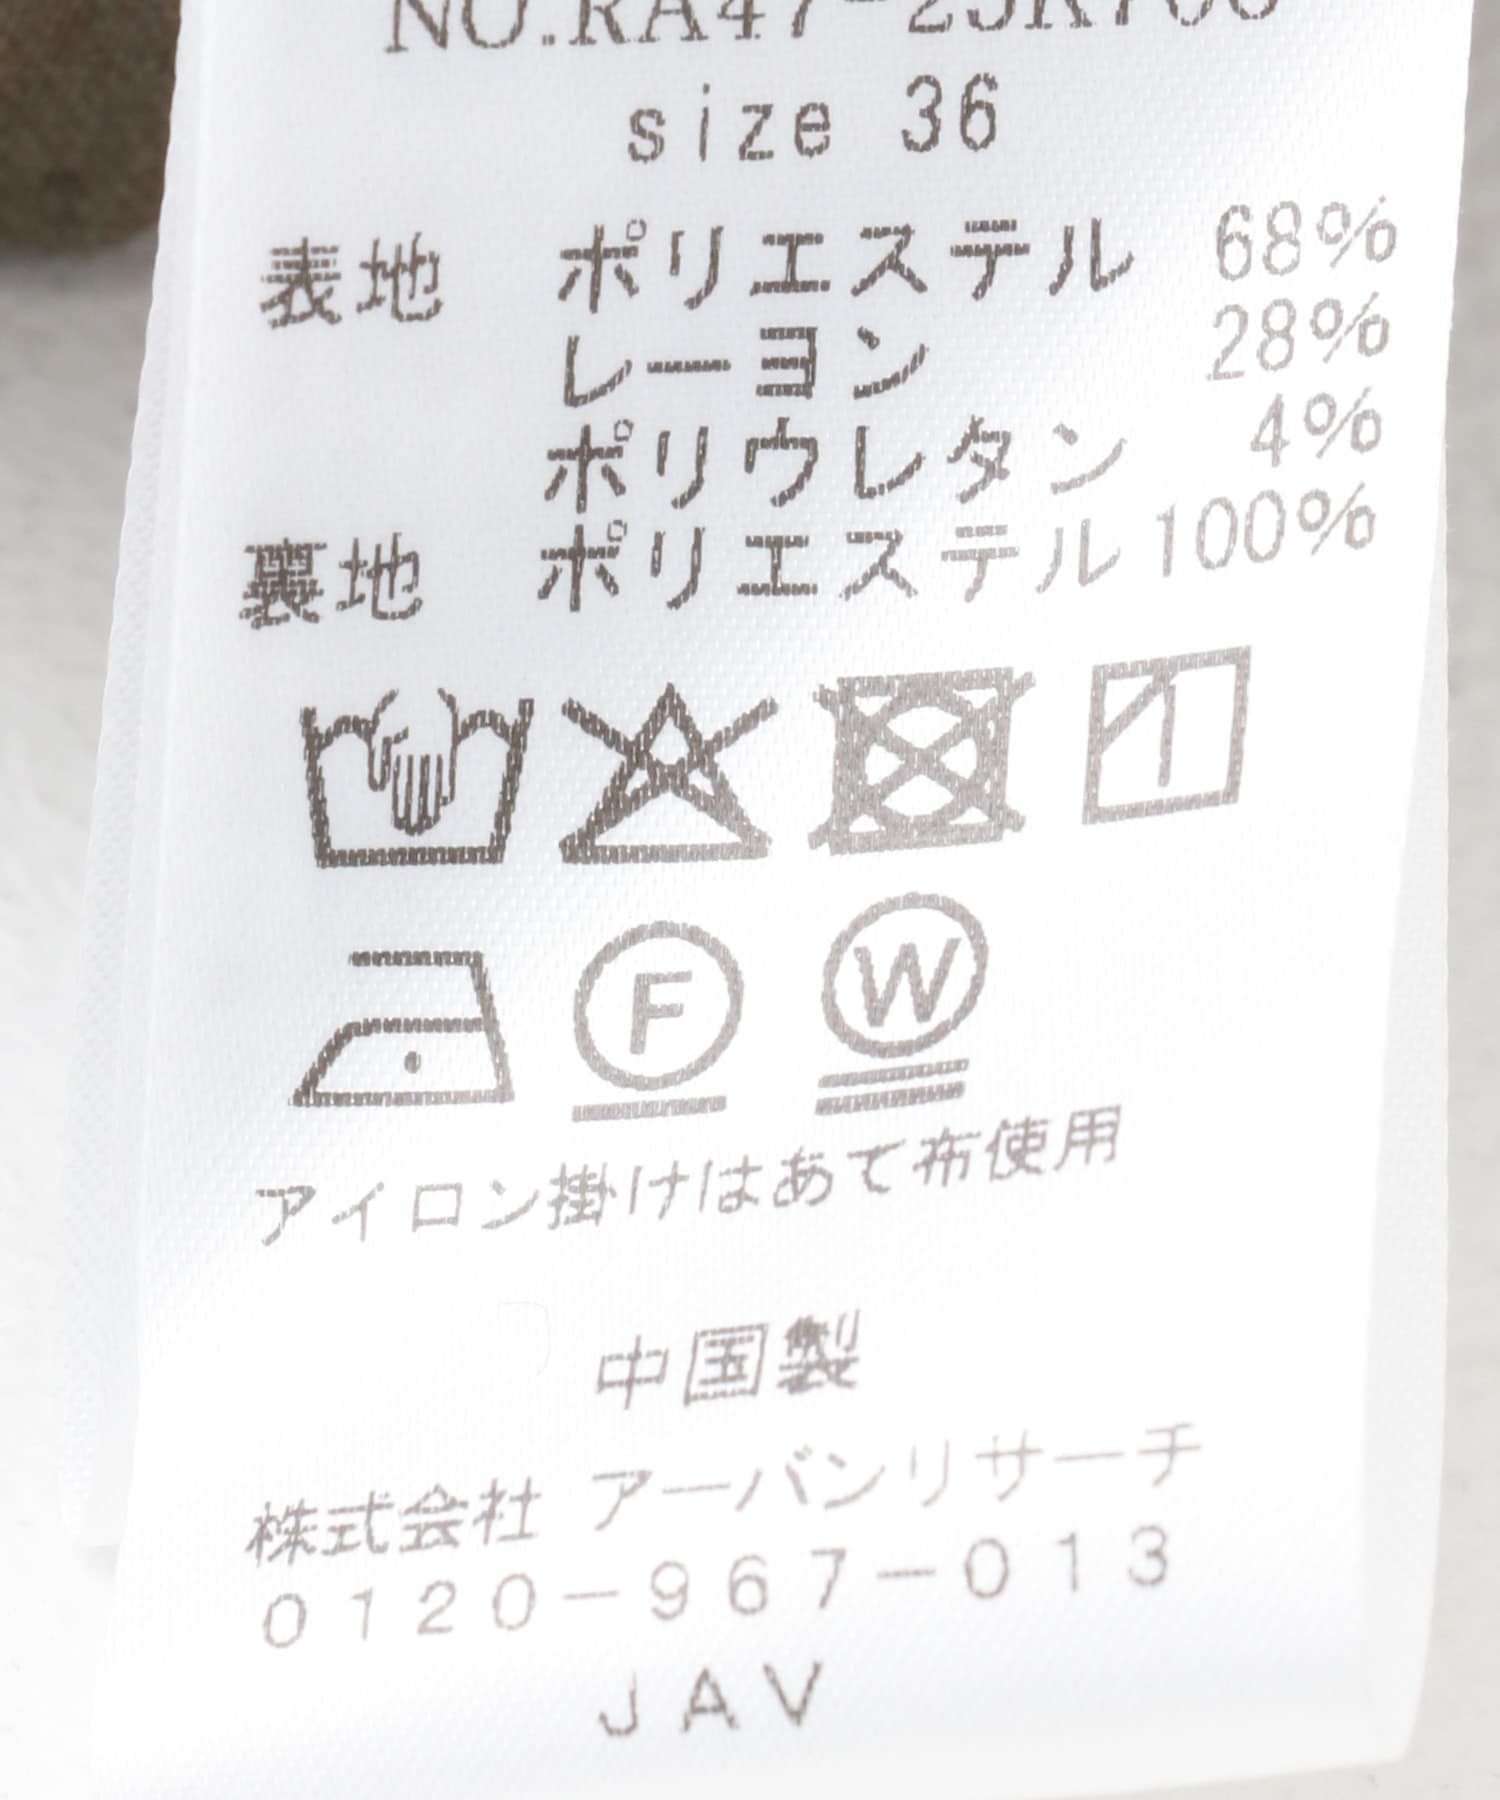 size 36
表地 ポリエステル 68%
レーヨン 28%
ポリウレタン 4%
裏地 ポリエステル 100%
F W
アイロン掛けはあて布使用
中国製
株式会社 アーバンリサーチ
0120-967-013
JAV